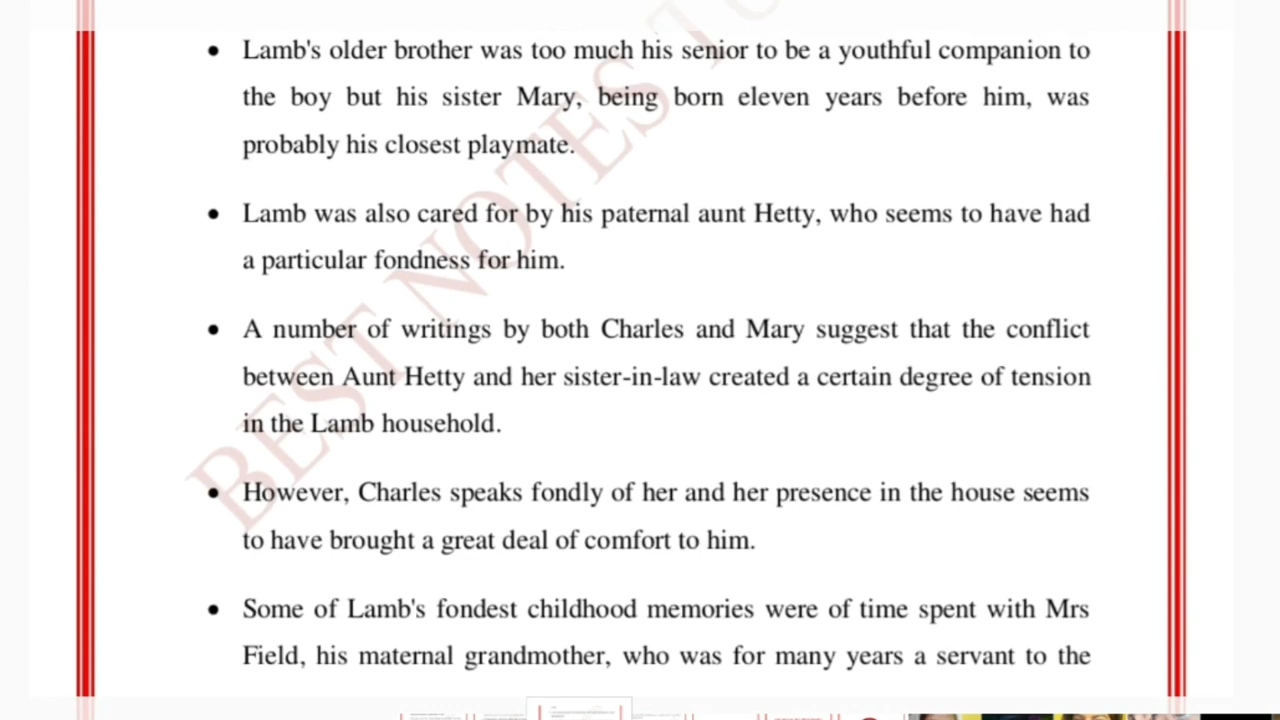 • Lamb's older brother was too much his senior to be a youthful companion to
the boy but his sister Mary, being born eleven years before him, was
probably his closest playmate.
• Lamb was also cared for by his paternal aunt Hetty, who seems to have had
a particular fondness for him.
• A number of writings by both Charles and Mary suggest that the conflict
between Aunt Hetty and her sister-in-law created a certain degree of tension
in the Lamb household.
• However, Charles speaks fondly of her and her presence in the house seems
to have brought a great deal of comfort to him.
• Some of Lamb's fondest childhood memories were of time spent with Mrs
Field, his maternal grandmother, who was for many years a servant to the
BEST NOTES